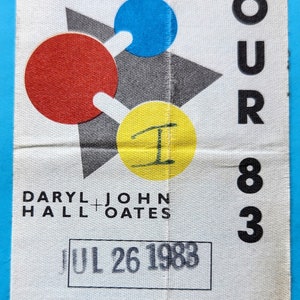 OUR 83
I
DARYL JOHN
HALL + OATES
JUL 26 1983